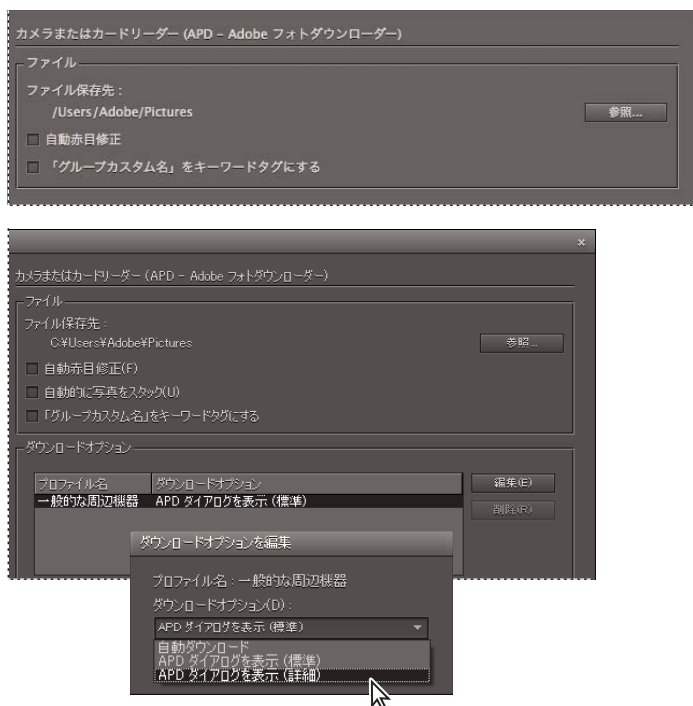 カメラまたはカードリーダー (APD – Adobe フォトダウンローダー)
ファイル
ファイル保存先 :
/Users/Adobe/Pictures
参照...
自動赤目修正
「グループカスタム名」をキーワードタグにする
×
カメラまたはカードリーダー (APD - Adobe フォトダウンローダー)
ファイル
ファイル保存先 :
C:¥Users¥Adobe¥Pictures
参照...
自動赤目修正(F)
自動的に写真をスタック(U)
「グループカスタム名」をキーワードタグにする
ダウンロードオプション
プロファイル名 ダウンロードオプション
編集(E)
一般的な周辺機器 APD ダイアログを表示 (標準)
削除(R)
ダウンロードオプションを編集
プロファイル名 : 一般的な周辺機器
ダウンロードオプション(D) :
APD ダイアログを表示 (標準)
自動ダウンロード
APD ダイアログを表示 (標準)
APD ダイアログを表示 (詳細)